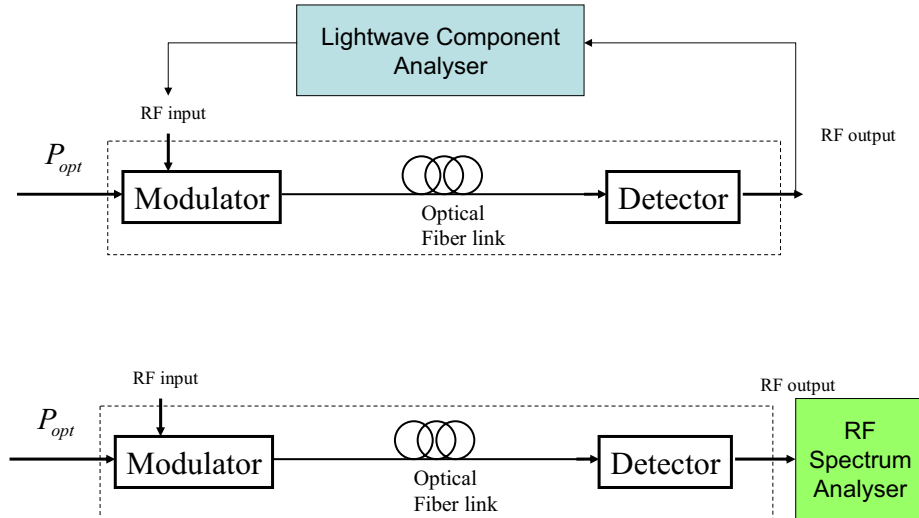 Lightwave Component
Analyser
RF input
RF output
P_opt
Modulator
Detector
Optical
Fiber link
RF input
RF output
P_opt
Modulator
Detector
Optical
Fiber link
RF
Spectrum
Analyser